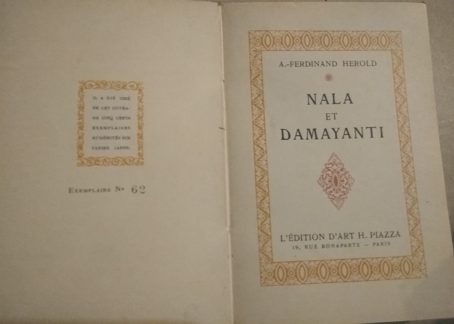 IL A ÉTÉ TIRÉ
DE CET OUVRA-
GE CINQ CENTS
EXEMPLAIRES
NUMÉROTÉS SUR
PAPIER JAPON.
EXEMPLAIRE Nº 62
A.-FERDINAND HEROLD
NALA
ET
DAMAYANTI
L'ÉDITION D'ART H. PIAZZA
19, RUE BONAPARTE — PARIS